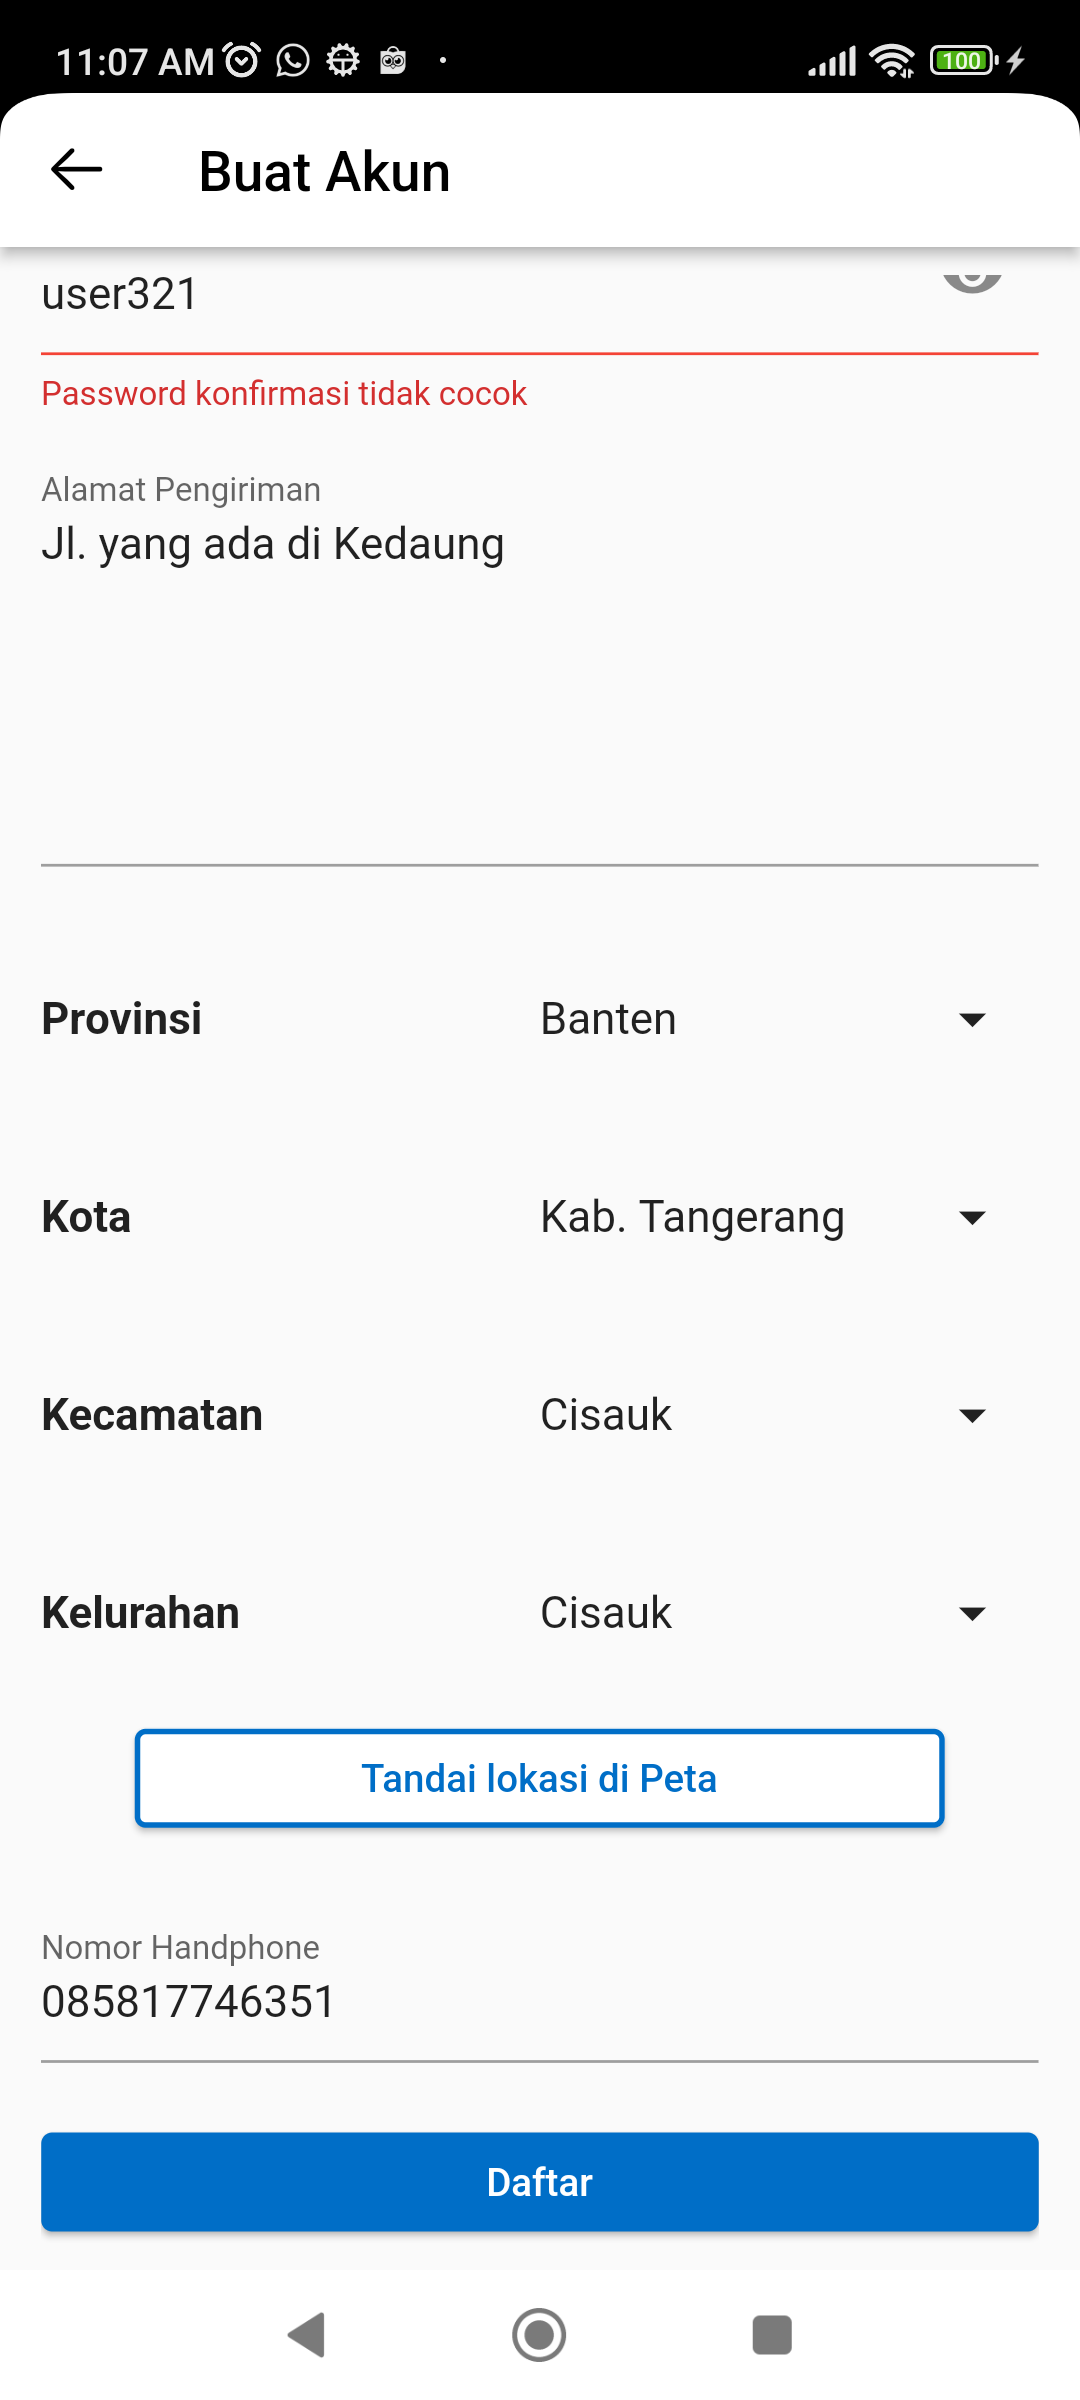 11:07 AM
100
Buat Akun
user321
Password konfirmasi tidak cocok
Alamat Pengiriman
Jl. yang ada di Kedaung
Provinsi Banten
Kota Kab. Tangerang
Kecamatan Cisauk
Kelurahan Cisauk
Tandai lokasi di Peta
Nomor Handphone
085817746351
Daftar